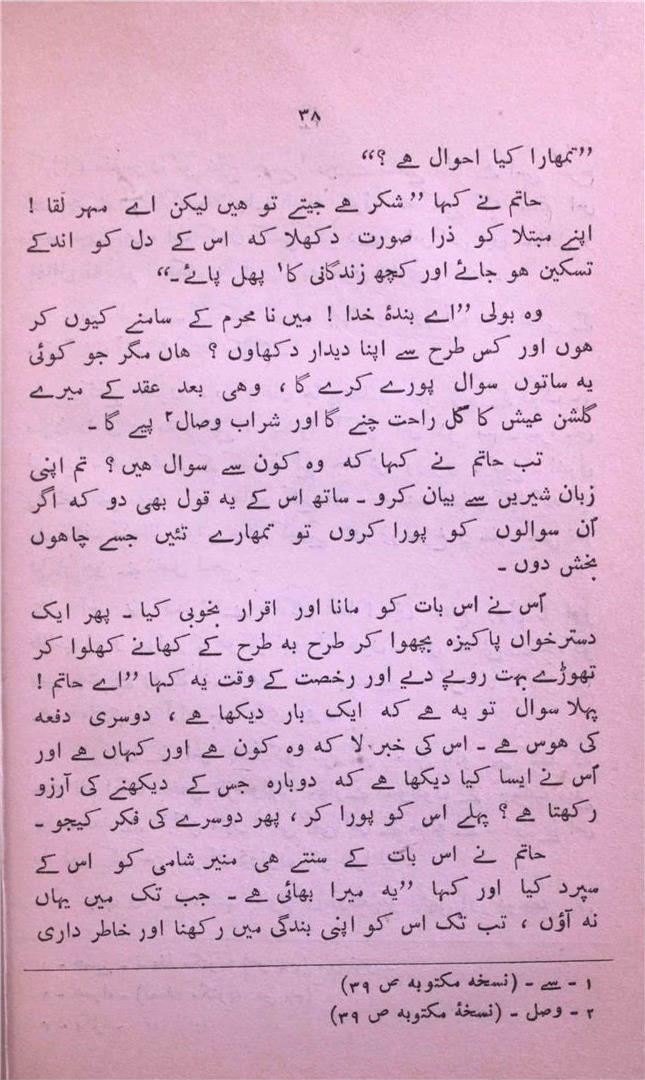 ۳۸
”تمھارا کیا احوال ہے ؟“
حاتم نے کہا ”شکر ہے جیتے تو ہیں لیکن اے مہر لقا !
اپنے مبتلا کو ذرا صورت دکھلا کہ اس کے دل کو اندکے
تسکین ہو جائے اور کچھ زندگانی کا۱ پھل پائے ۔“
وہ بولی ”اے بندۂ خدا ! میں نا محرم کے سامنے کیوں کر
ہوں اور کس طرح سے اپنا دیدار دکھاوں ؟ ہاں مگر جو کوئی
یہ ساتوں سوال پورے کرے گا ، وہی بعد عقد کے میرے
گلشن عیش کا گل راحت چنے گا اور شراب وصال۲ پیے گا ۔
تب حاتم نے کہا کہ وہ کون سے سوال ہیں ؟ تم اپنی
زبان شیریں سے بیان کرو ۔ ساتھ اس کے یہ قول بھی دو کہ اگر
اُن سوالوں کو پورا کروں تو تمھارے تئیں جسے چاہوں
بخش دوں ۔
اُس نے اس بات کو مانا اور اقرار بخوبی کیا ۔ پھر ایک
دسترخواں پاکیزہ بچھوا کر طرح بہ طرح کے کھانے کھلوا کر
تھوڑے بہت روپے دیے اور رخصت کے وقت یہ کہا ”اے حاتم !
پہلا سوال تو یہ ہے کہ ایک بار دیکھا ہے ، دوسری دفعہ
کی ہوس ہے ۔ اس کی خبر لا کہ وہ کون ہے اور کہاں ہے اور
اُس نے ایسا کیا دیکھا ہے کہ دوبارہ جس کے دیکھنے کی آرزو
رکھتا ہے ؟ پہلے اس کو پورا کر ، پھر دوسرے کی فکر کیجو ۔
حاتم نے اس بات کے سنتے ہی منیر شامی کو اس کے
سپرد کیا اور کہا ”یہ میرا بھائی ہے ۔ جب تک میں یہاں
نہ آؤں ، تب تک اس کو اپنی بندگی میں رکھنا اور خاطر داری
۱ - سے - (نسخہ مکتوبہ ص ۳۹)
۲ - وصل - (نسخۂ مکتوبہ ص ۳۹)